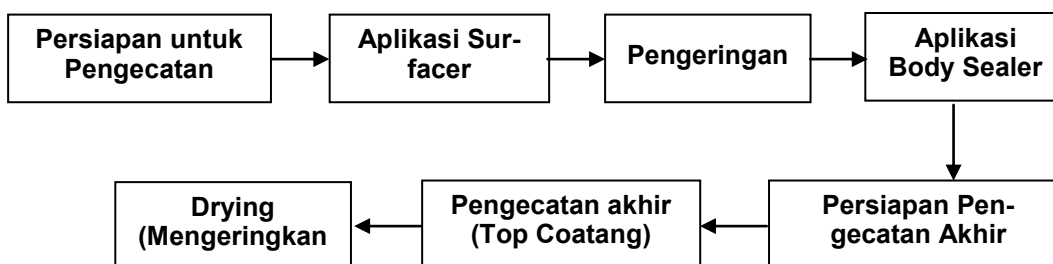 Persiapan untuk
Pengecatan
Aplikasi Sur-
facer
Pengeringan
Aplikasi
Body Sealer
Persiapan Pen-
gecatan Akhir
Pengecatan akhir
(Top Coatang)
Drying
(Mengeringkan